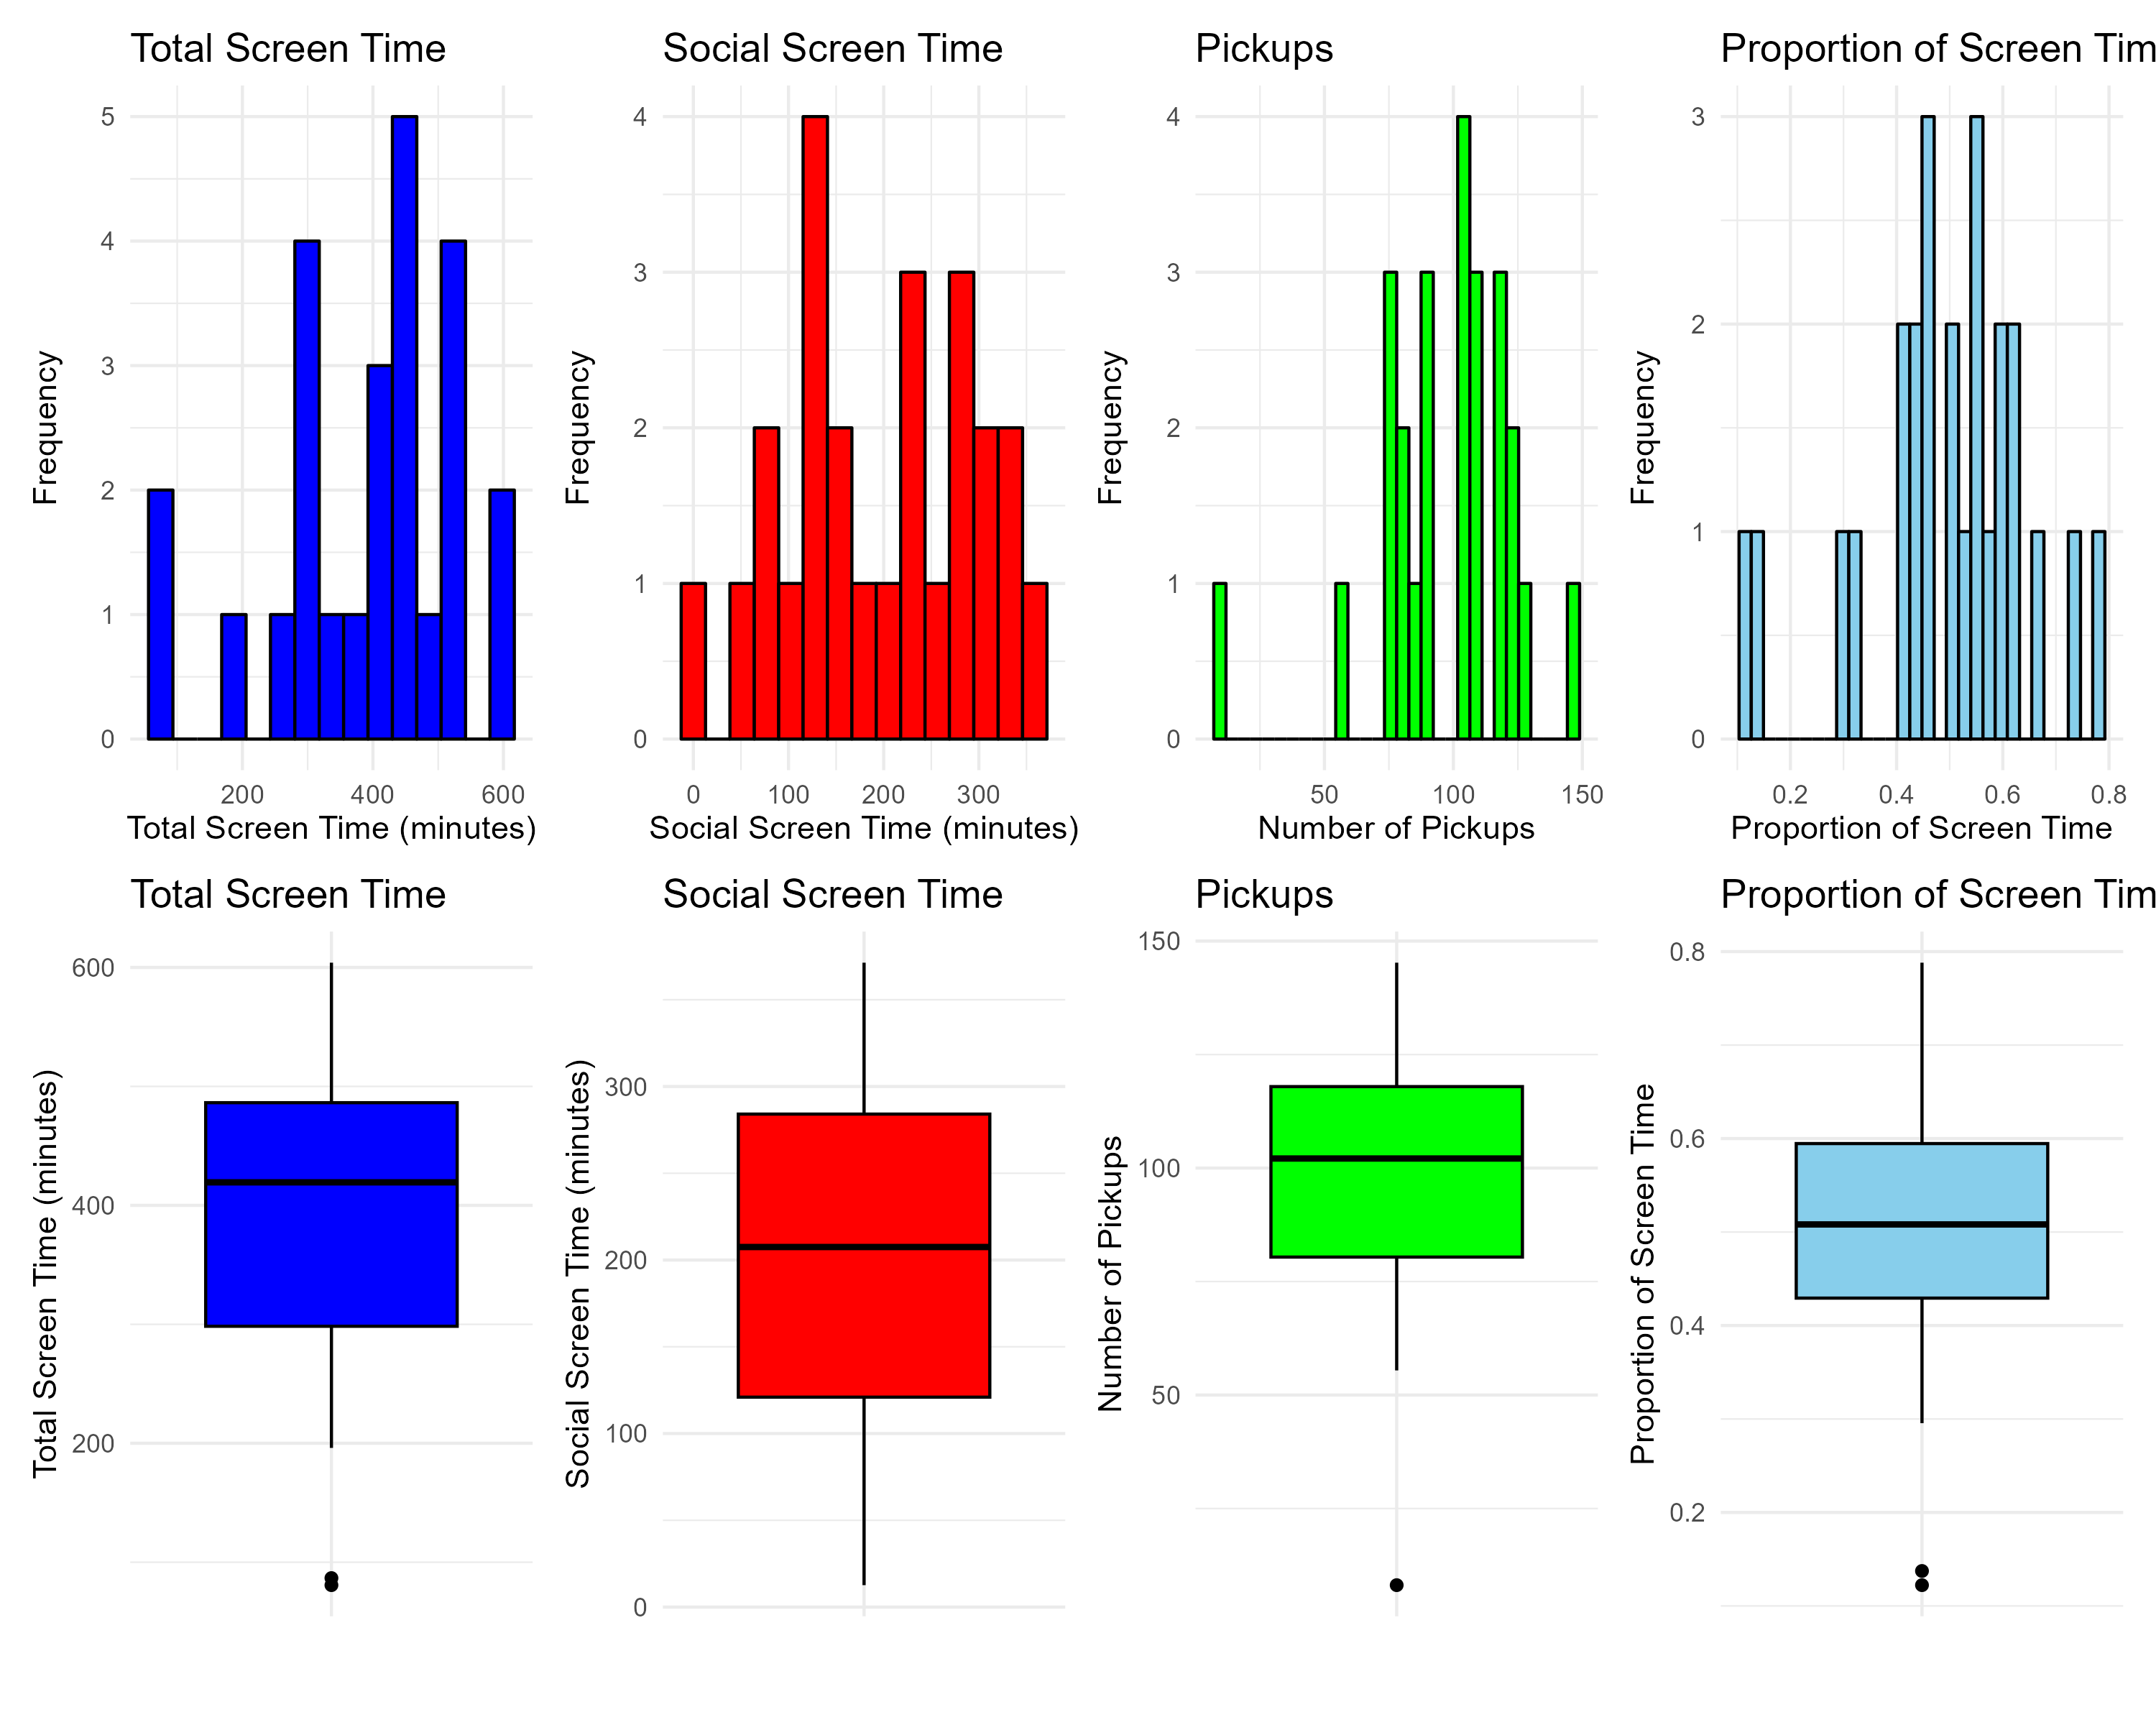 Total Screen Time
Frequency
5
4
3
2
1
0
200 400 600
Total Screen Time (minutes)
Social Screen Time
Frequency
4
3
2
1
0
0 100 200 300
Social Screen Time (minutes)
Pickups
Frequency
4
3
2
1
0
50 100 150
Number of Pickups
Proportion of Screen Tim
Frequency
3
2
1
0
0.2 0.4 0.6 0.8
Proportion of Screen Time
Total Screen Time
Total Screen Time (minutes)
600
400
200
Social Screen Time
Social Screen Time (minutes)
300
200
100
0
Pickups
Number of Pickups
150
100
50
Proportion of Screen Tim
Proportion of Screen Time
0.8
0.6
0.4
0.2